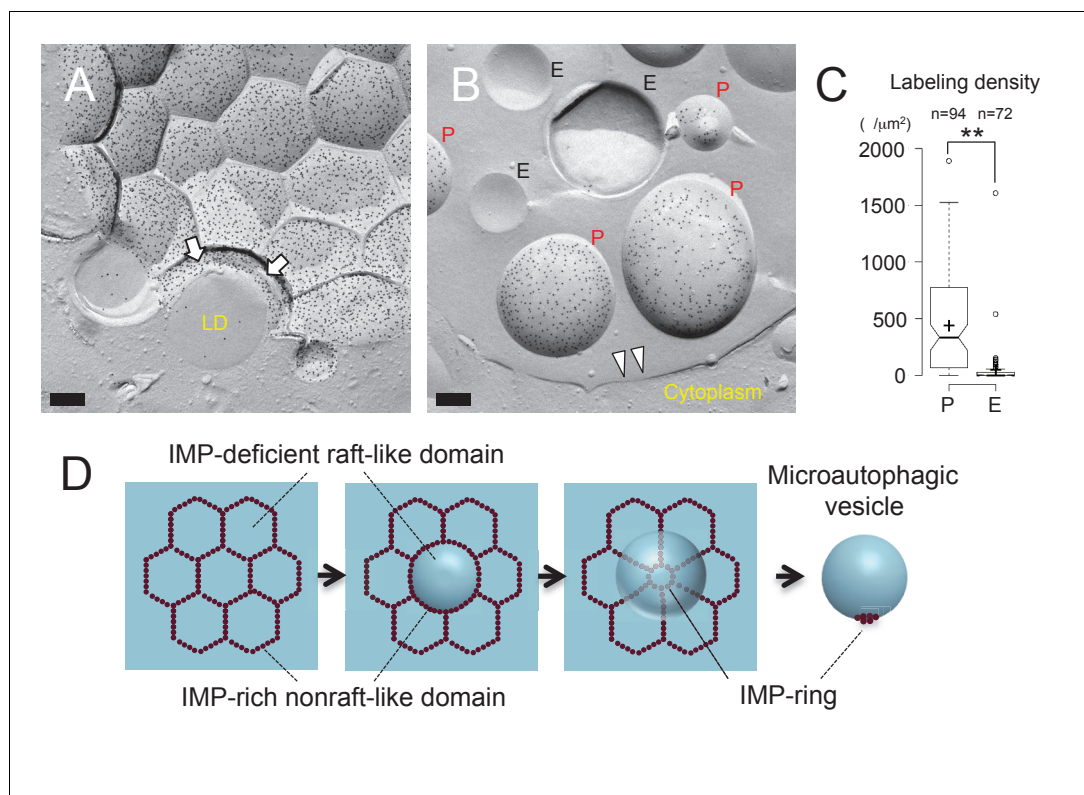 A
LD
B
E
E
P
P
E
P
P
Cytoplasm
C
Labeling density
n=94 n=72
( /μm²)
**
2000
1500
1000
500
0
P E
D
IMP-deficient raft-like domain
Microautophagic
vesicle
IMP-rich nonraft-like domain
IMP-ring